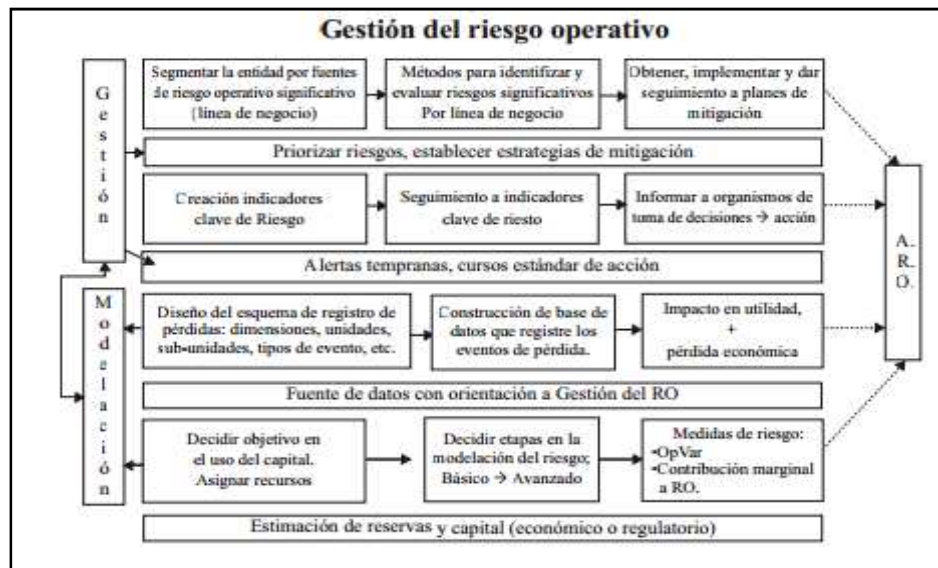 Gestión del riesgo operativo
Gestión
Segmentar la entidad por fuentes
de riesgo operativo significativo
(línea de negocio)
Métodos para identifizar y
evaluar riesgos significativos
Por línea de negocio
Obtener, implementar y dar
seguimiento a planes de
mitigación
Priorizar riesgos, establecer estrategias de mitigación
Creación indicadores
clave de Riesgo
Seguimiento a indicadores
clave de riesto
Informar a organismos de
toma de decisiones → acción
Alertas tempranas, cursos estándar de acción
A.R.O.
Modelación
Diseño del esquema de registro de
pérdidas: dimensiones, unidades,
sub-unidades, tipos de evento, etc.
Construcción de base de
datos que registre los
eventos de pérdida.
Impacto en utilidad,
+
pérdida económica
Fuente de datos con orientación a Gestión del RO
Decidir objetivo en
el uso del capital.
Asignar recursos
Decidir etapas en la
modelación del riesgo;
Básico → Avanzado
Medidas de riesgo:
•OpVar
•Contribución marginal
a RO.
Estimación de reservas y capital (económico o regulatorio)